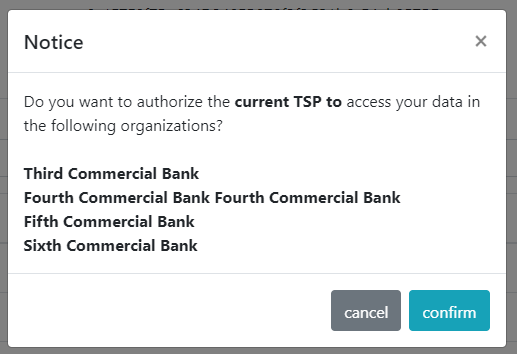 Notice
×
Do you want to authorize the current TSP to access your data in
the following organizations?
Third Commercial Bank
Fourth Commercial Bank Fourth Commercial Bank
Fifth Commercial Bank
Sixth Commercial Bank
cancel
confirm